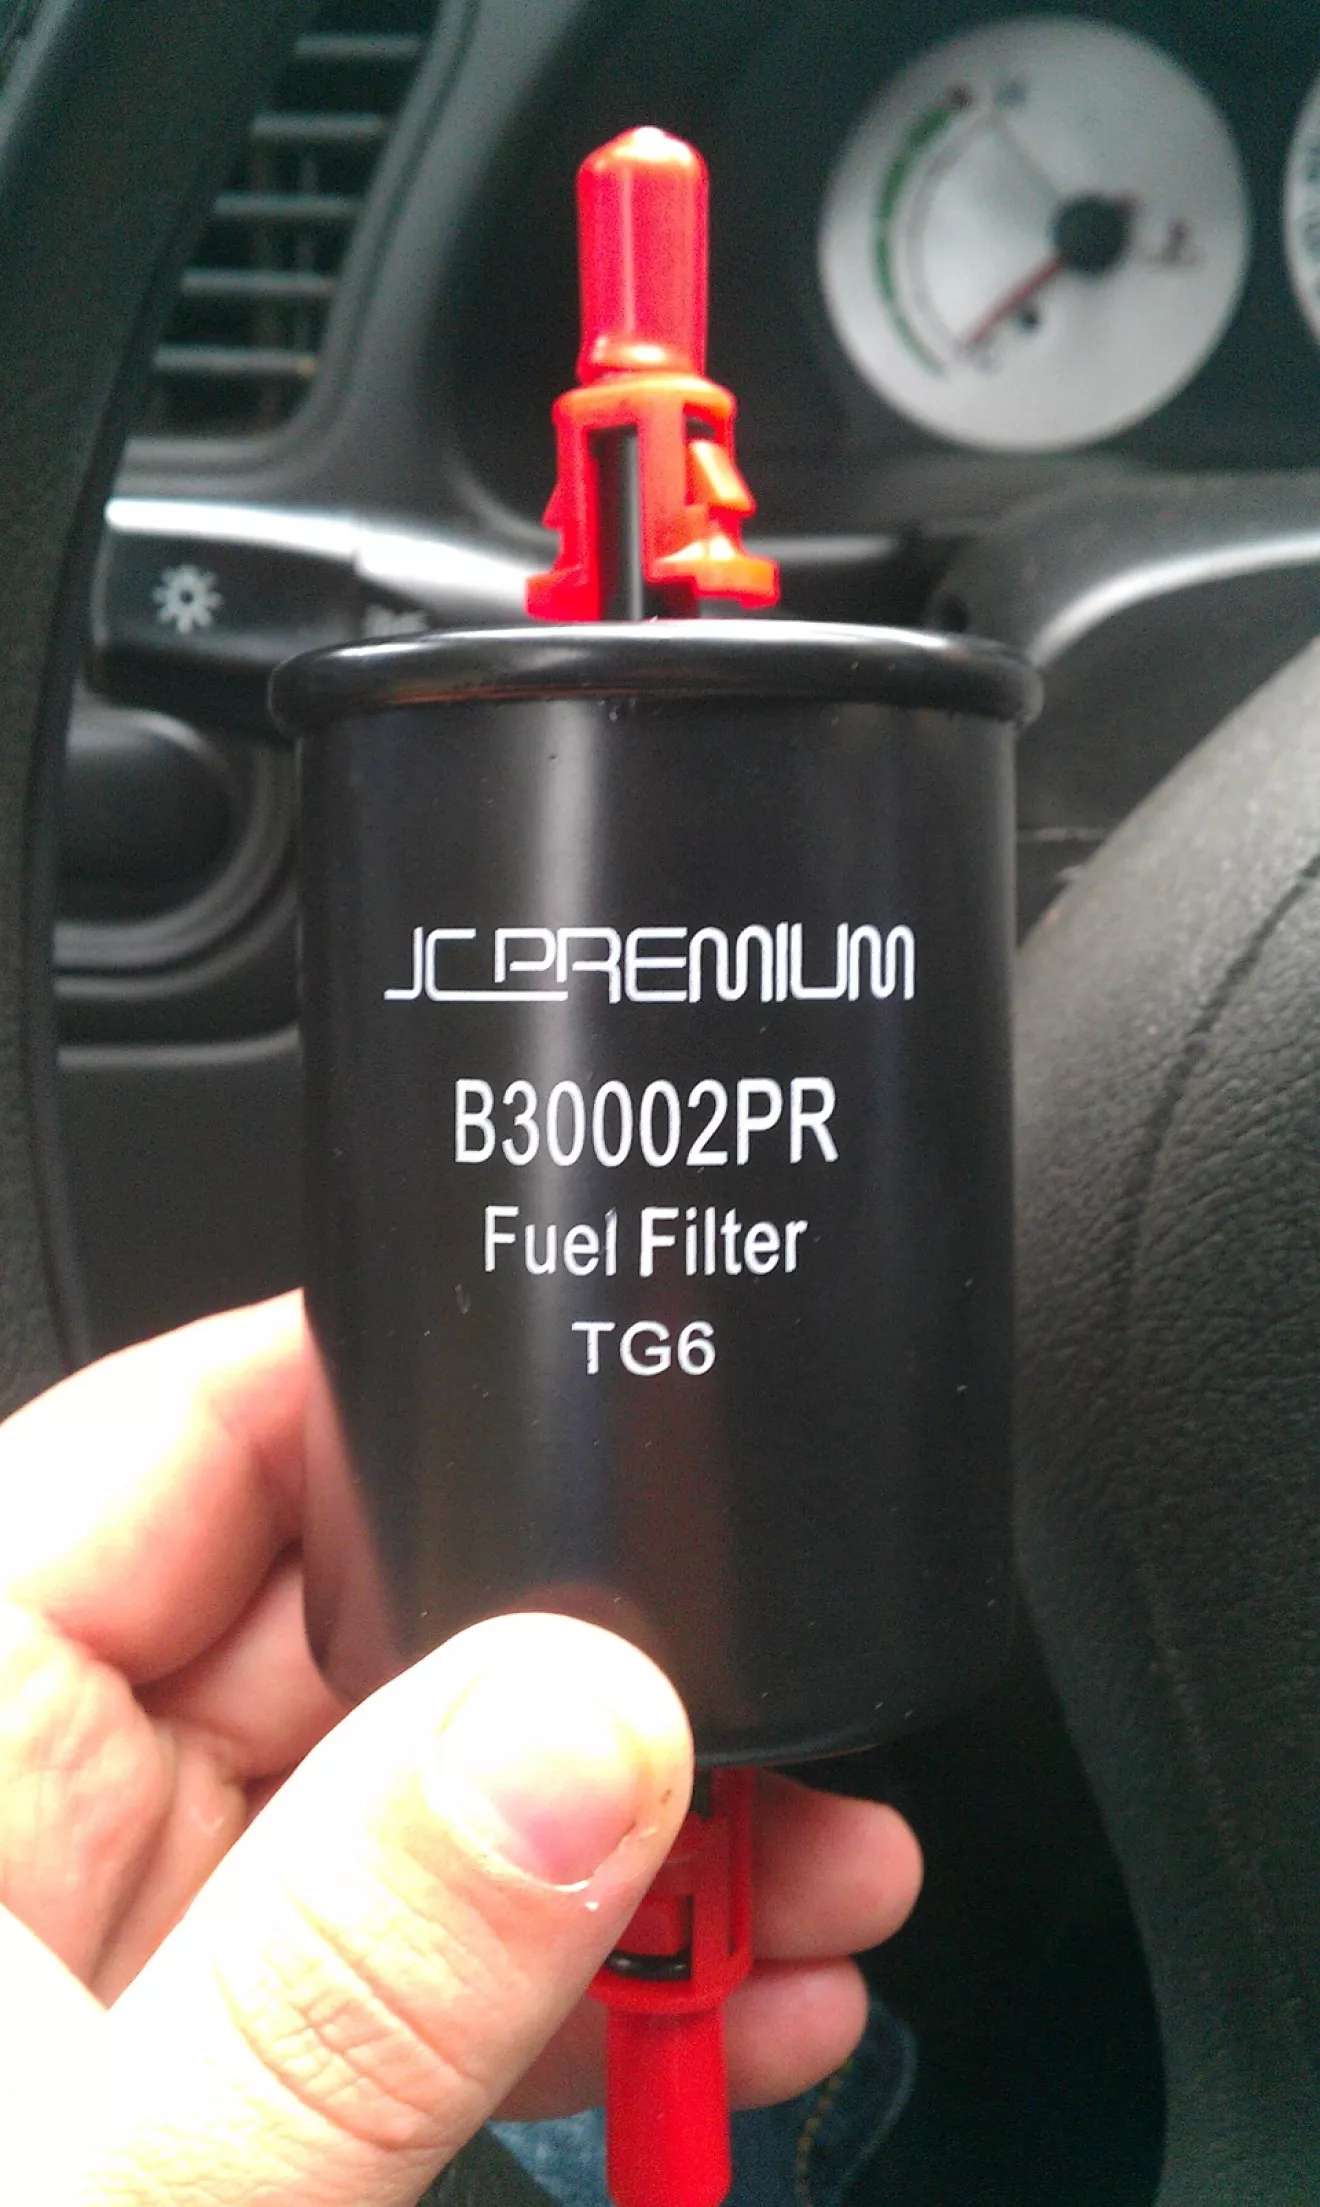 JC PREMIUM
B30002PR
Fuel Filter
TG6